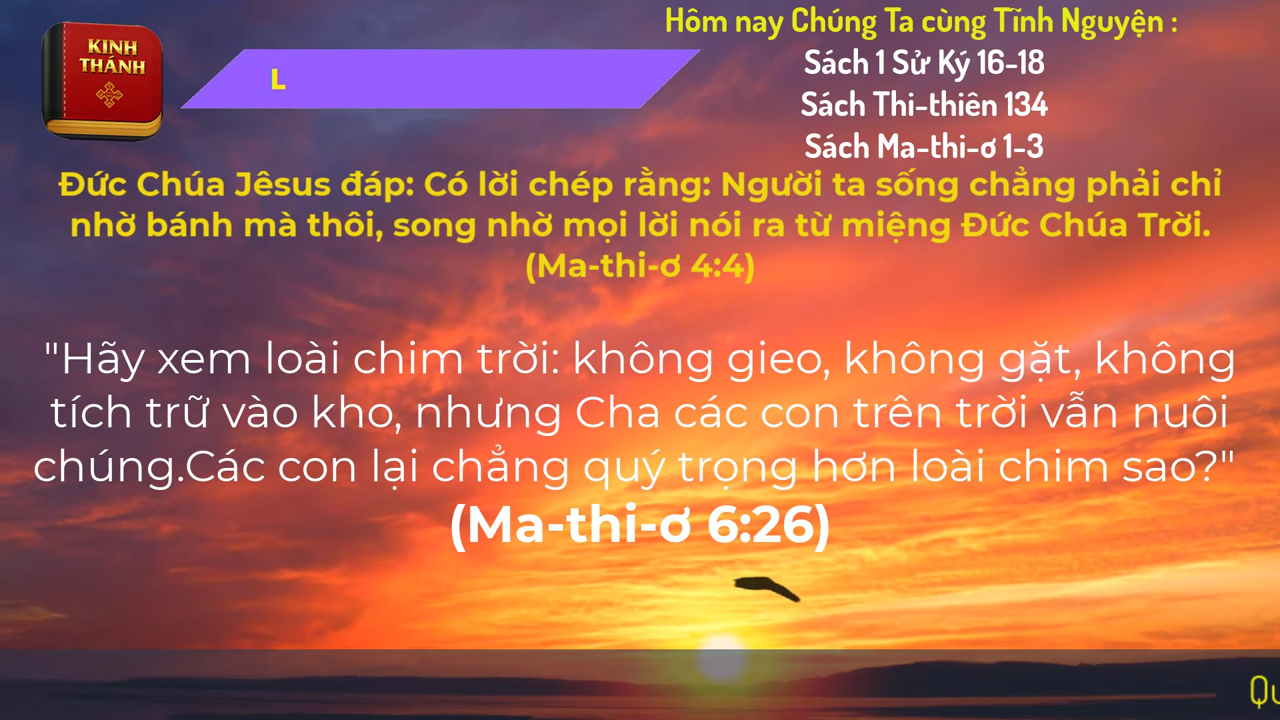 KINH
THÁNH
L
Hôm nay Chúng Ta cùng Tĩnh Nguyện :
Sách 1 Sử Ký 16-18
Sách Thi-thiên 134
Sách Ma-thi-ơ 1-3
Đức Chúa Jêsus đáp: Có lời chép rằng: Người ta sống chẳng phải chỉ
nhờ bánh mà thôi, song nhờ mọi lời nói ra từ miệng Đức Chúa Trời.
(Ma-thi-ơ 4:4)
"Hãy xem loài chim trời: không gieo, không gặt, không
tích trữ vào kho, nhưng Cha các con trên trời vẫn nuôi
chúng.Các con lại chẳng quý trọng hơn loài chim sao?"
(Ma-thi-ơ 6:26)